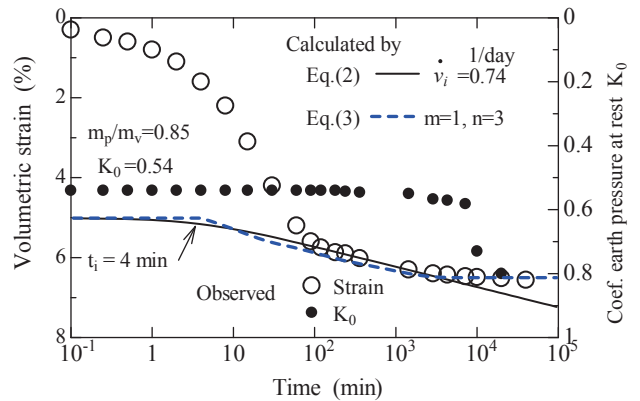 Calculated by
Eq.(2) v̇ᵢ =0.74 1/day
Eq.(3) m=1, n=3
mₚ/mᵥ=0.85
K₀=0.54
tᵢ = 4 min
Observed
Strain
K₀
Volumetric strain (%)
0
2
4
6
8
Coef. earth pressure at rest K₀
0
0.2
0.4
0.6
0.8
1
10⁻¹ 1 10 10² 10³ 10⁴ 10⁵
Time (min)